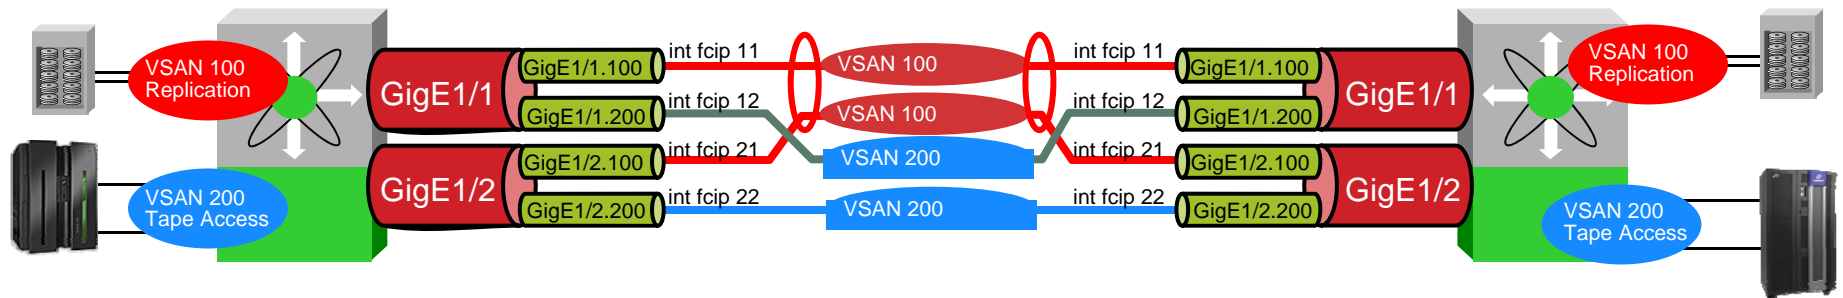 VSAN 100
Replication
VSAN 200
Tape Access
GigE1/1
GigE1/1.100
GigE1/1.200
GigE1/2
GigE1/2.100
GigE1/2.200
int fcip 11
int fcip 12
int fcip 21
int fcip 22
VSAN 100
VSAN 100
VSAN 200
VSAN 200
int fcip 11
int fcip 12
int fcip 21
int fcip 22
GigE1/1.100
GigE1/1.200
GigE1/1
GigE1/2.100
GigE1/2.200
GigE1/2
VSAN 100
Replication
VSAN 200
Tape Access